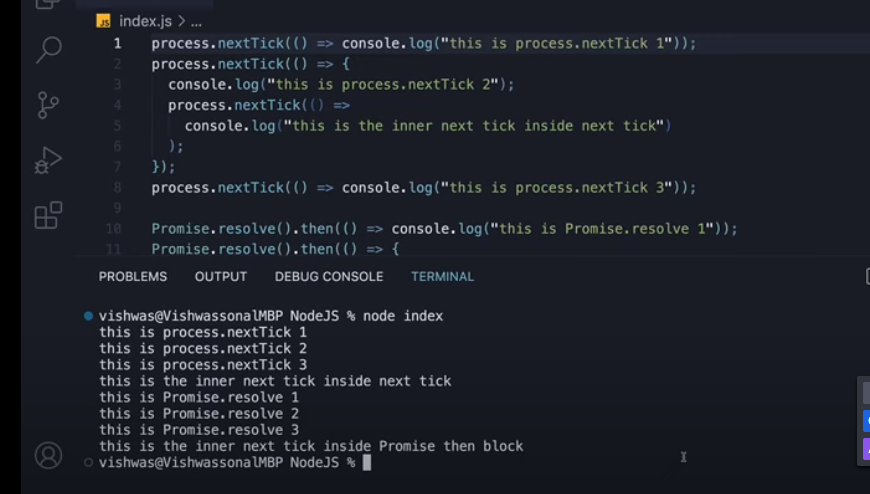 JS index.js > ...
1 process.nextTick(() => console.log("this is process.nextTick 1"));
2 process.nextTick(() => {
3 console.log("this is process.nextTick 2");
4 process.nextTick(() =>
5 console.log("this is the inner next tick inside next tick")
6 );
7 });
8 process.nextTick(() => console.log("this is process.nextTick 3"));
9
10 Promise.resolve().then(() => console.log("this is Promise.resolve 1"));
11 Promise.resolve().then(() => {
PROBLEMS OUTPUT DEBUG CONSOLE TERMINAL
vishwas@VishwassonalMBP NodeJS % node index
this is process.nextTick 1
this is process.nextTick 2
this is process.nextTick 3
this is the inner next tick inside next tick
this is Promise.resolve 1
this is Promise.resolve 2
this is Promise.resolve 3
this is the inner next tick inside Promise then block
vishwas@VishwassonalMBP NodeJS %